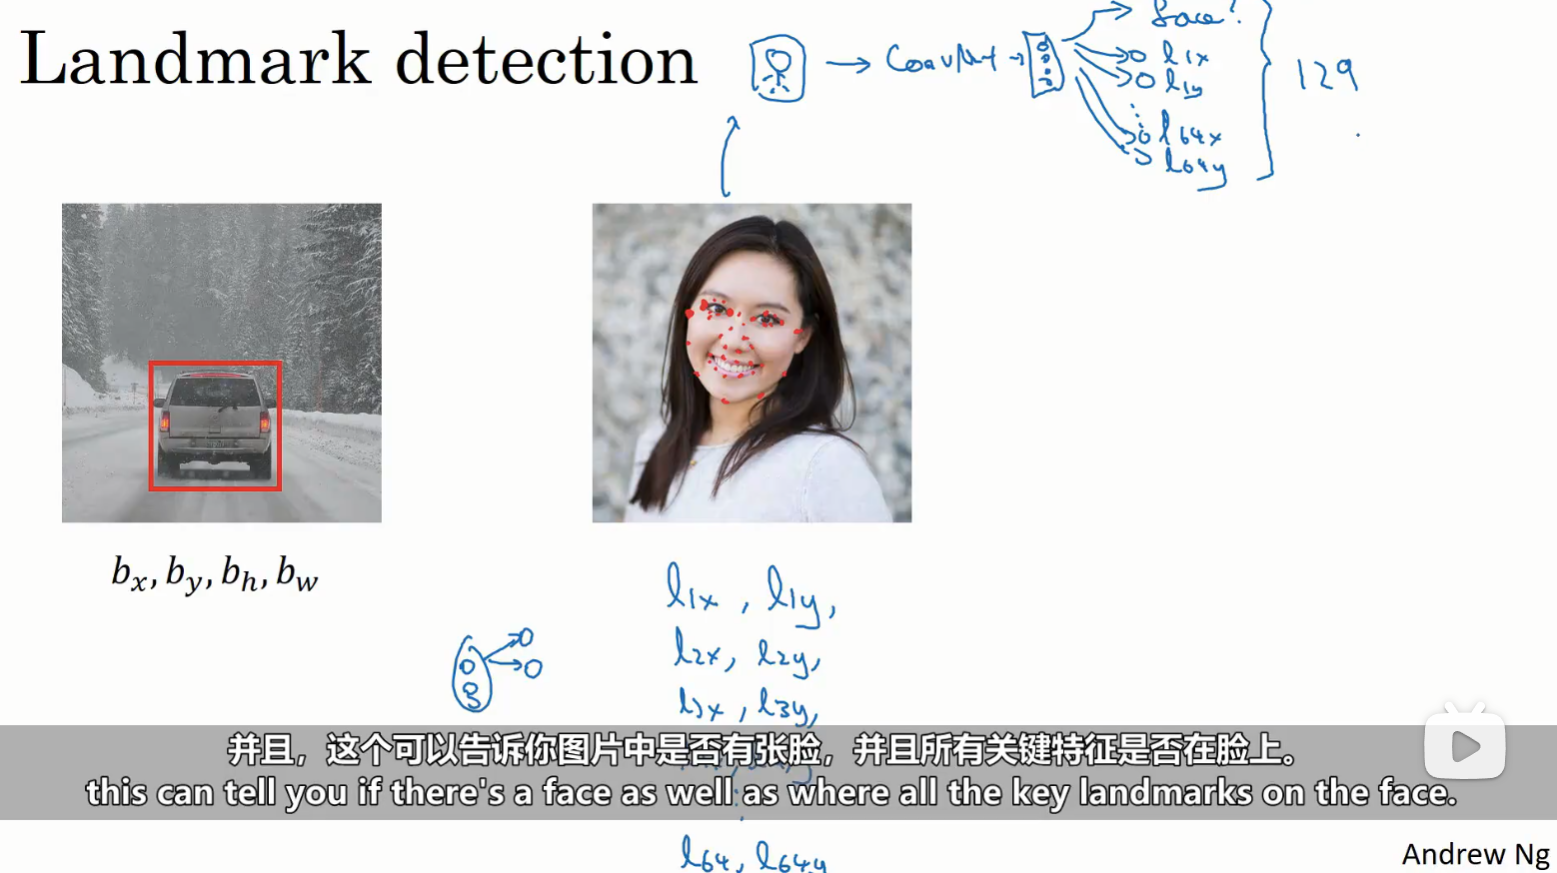 Landmark detection
→ ConvNet → face?
l1x
l1y
⋮
l64x
l64y
129
bx, by, bh, bw
l1x, l1y,
l2x, l2y,
l3x, l3y,
⋮
l64, l64y
并且，这个可以告诉你图片中是否有张脸，并且所有关键特征是否在脸上。
this can tell you if there's a face as well as where all the key landmarks on the face.
Andrew Ng